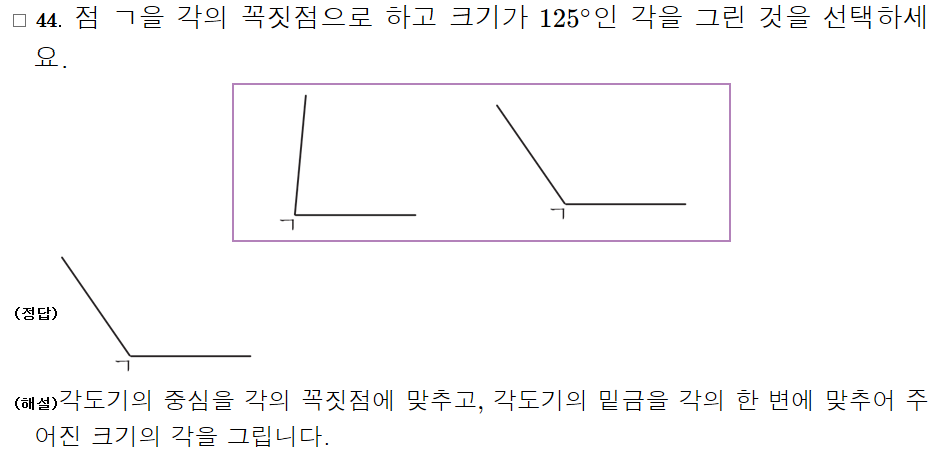 □ 44. 점 ㄱ을 각의 꼭짓점으로 하고 크기가 125°인 각을 그린 것을 선택하세
요.
ㄱ ㄱ
(정답)
ㄱ
(해설)각도기의 중심을 각의 꼭짓점에 맞추고, 각도기의 밑금을 각의 한 변에 맞추어 주
어진 크기의 각을 그립니다.